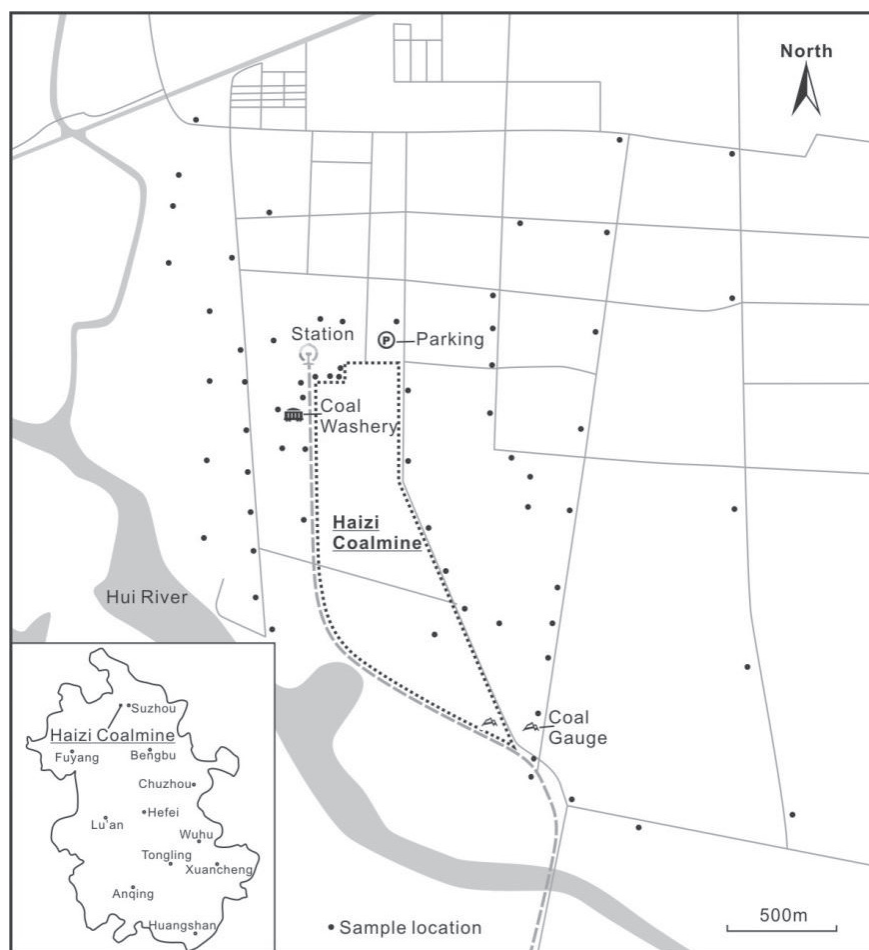 North
Station
P
Parking
Coal
Washery
Haizi
Coalmine
Hui River
Coal
Gauge
Suzhou
Haizi Coalmine
Fuyang
Bengbu
Chuzhou
Hefei
Lu'an
Wuhu
Tongling
Xuancheng
Anqing
Huangshan
Sample location
500m